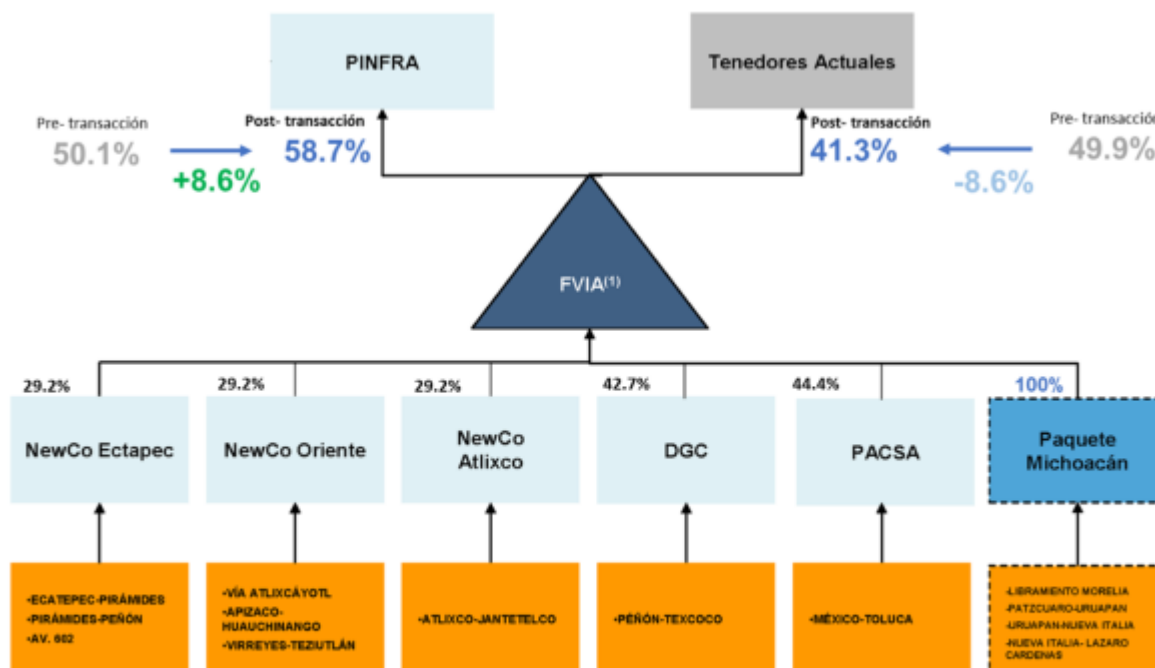 PINFRA
Tenedores Actuales
Pre- transacción
50.1%
Post- transacción
58.7%
+8.6%
Post- transacción
41.3%
-8.6%
Pre- transacción
49.9%
FVIA(1)
29.2%
29.2%
29.2%
42.7%
44.4%
100%
NewCo Ectapec
NewCo Oriente
NewCo
Atlixco
DGC
PACSA
Paquete
Michoacán
•ECATEPEC-PIRÁMIDES
•PIRÁMIDES-PEÑÓN
•AV. 602
•VÍA ATLIXCÁYOTL
•APIZACO-
HUAUCHINANGO
•VIRREYES-TEZIUTLÁN
•ATLIXCO-JANTETELCO
•PÉÑÓN-TEXCOCO
•MÉXICO-TOLUCA
•LIBRAMIENTO MORELIA
•PATZCUARO-URUAPAN
•URUAPAN-NUEVA ITALIA
•NUEVA ITALIA- LAZARO
CARDENAS